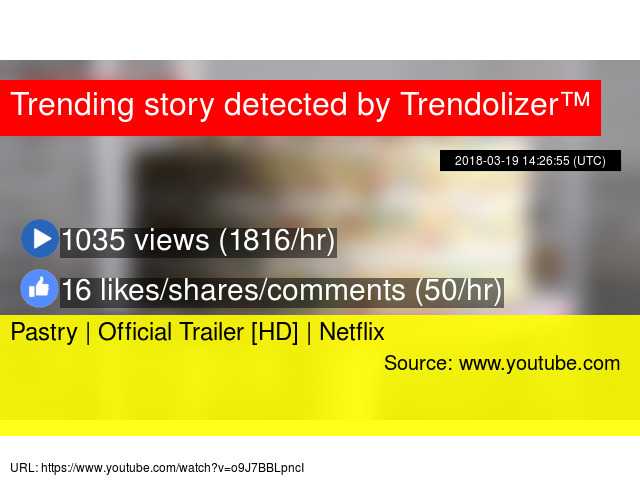 Trending story detected by Trendolizer™
2018-03-19 14:26:55 (UTC)
1035 views (1816/hr)
16 likes/shares/comments (50/hr)
Pastry | Official Trailer [HD] | Netflix
Source: www.youtube.com
URL: https://www.youtube.com/watch?v=o9J7BBLpncI